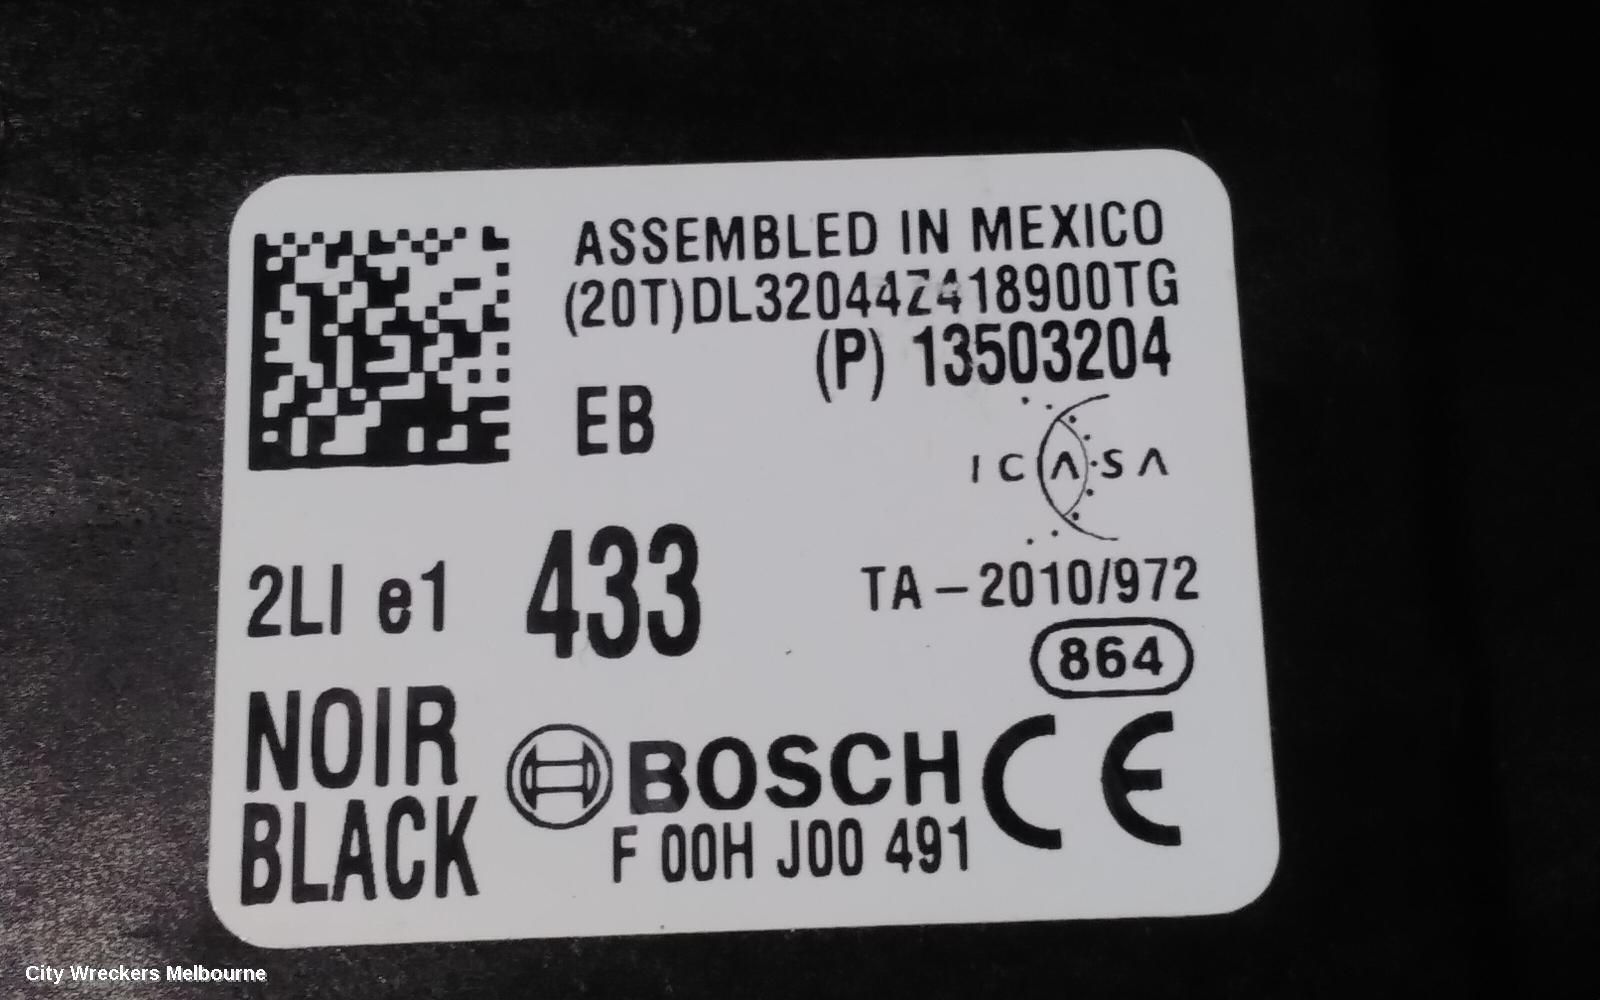 ASSEMBLED IN MEXICO
(20T)DL32044Z418900TG
(P) 13503204
EB
ICASA
2LI e1 433
TA-2010/972
864
NOIR
BLACK
BOSCH CE
F 00H J00 491
City Wreckers Melbourne